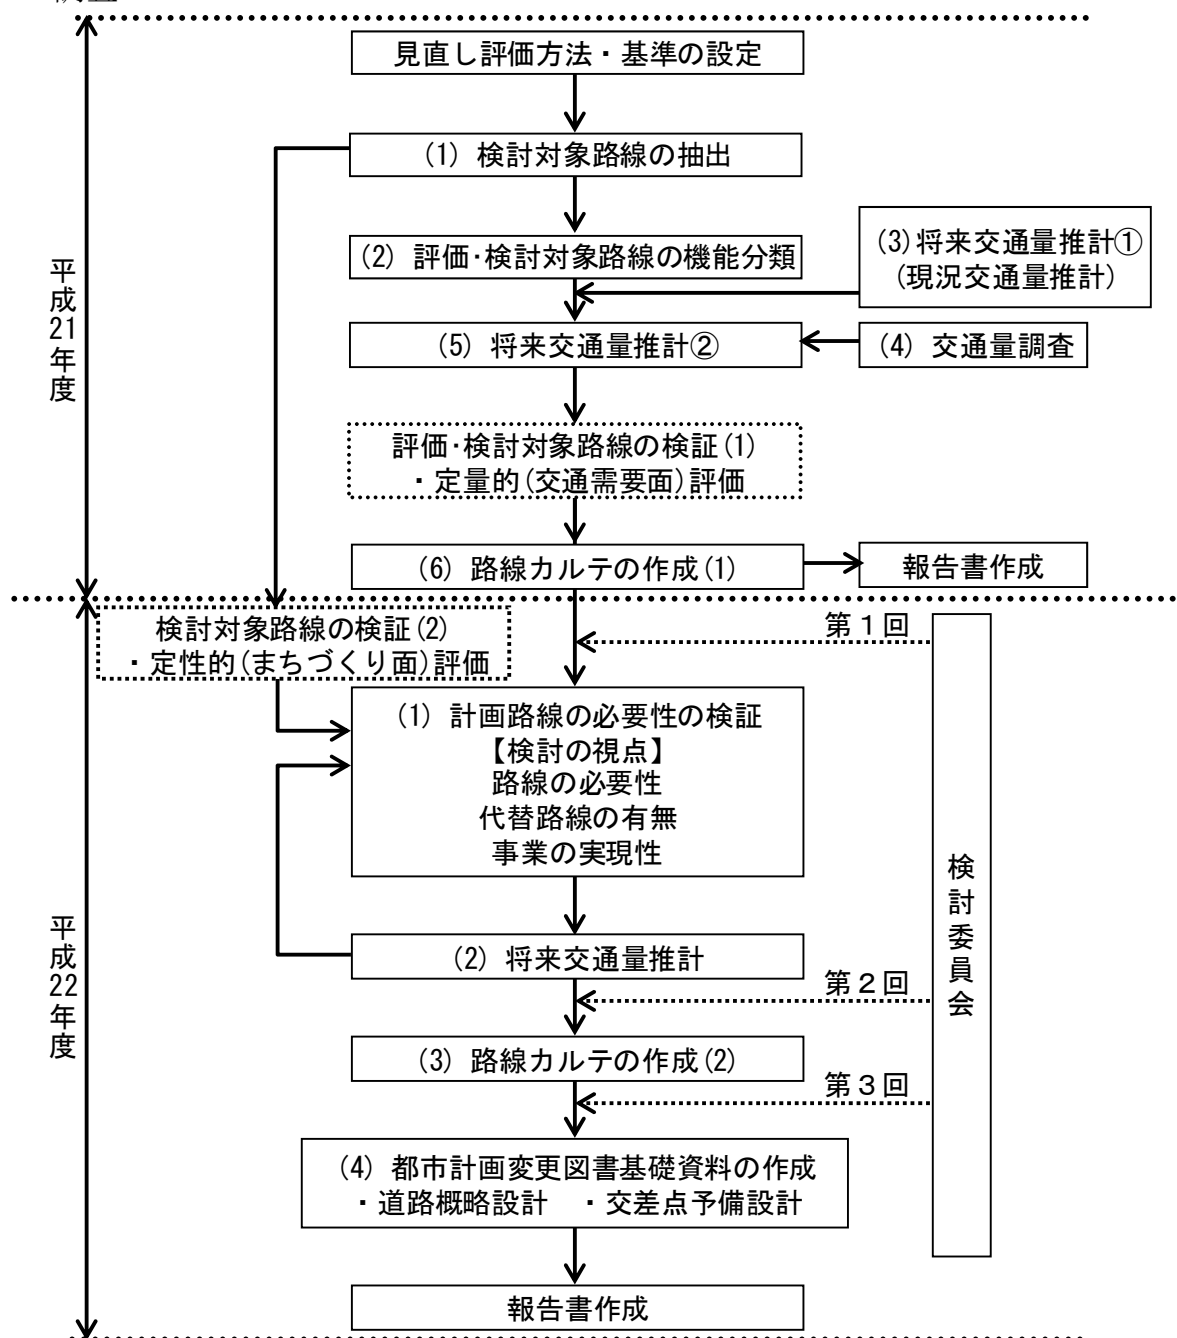 見直し評価方法・基準の設定
(1) 検討対象路線の抽出
(2) 評価・検討対象路線の機能分類
(3)将来交通量推計①
(現況交通量推計)
(5) 将来交通量推計②
(4) 交通量調査
平成21年度
評価・検討対象路線の検証(1)
・定量的(交通需要面)評価
(6) 路線カルテの作成(1)
報告書作成
検討対象路線の検証(2)
・定性的(まちづくり面)評価
第1回
(1) 計画路線の必要性の検証
【検討の視点】
路線の必要性
代替路線の有無
事業の実現性
検討委員会
平成22年度
(2) 将来交通量推計
第2回
(3) 路線カルテの作成(2)
第3回
(4) 都市計画変更図書基礎資料の作成
・道路概略設計 ・交差点予備設計
報告書作成